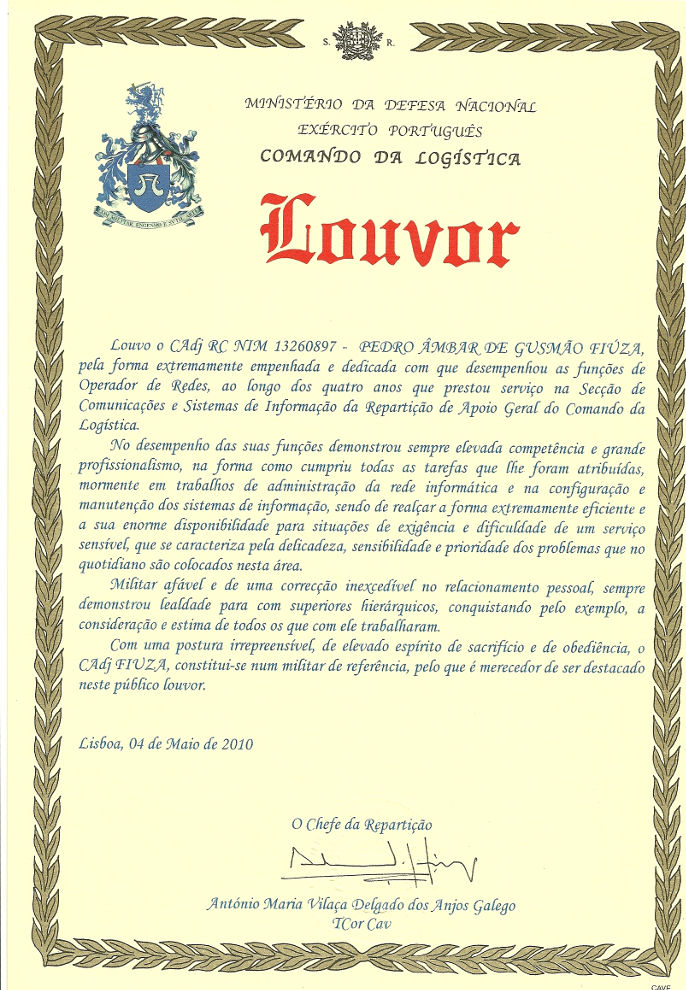 S. R.
MINISTÉRIO DA DEFESA NACIONAL
EXÉRCITO PORTUGUÊS
COMANDO DA LOGÍSTICA
Louvor
Louvo o CAdj RC NIM 13260897 - PEDRO ÂMBAR DE GUSMÃO FIÚZA,
pela forma extremamente empenhada e dedicada com que desempenhou as funções de
Operador de Redes, ao longo dos quatro anos que prestou serviço na Secção de
Comunicações e Sistemas de Informação da Repartição de Apoio Geral do Comando da
Logística.
No desempenho das suas funções demonstrou sempre elevada competência e grande
profissionalismo, na forma como cumpriu todas as tarefas que lhe foram atribuídas,
mormente em trabalhos de administração da rede informática e na configuração e
manutenção dos sistemas de informação, sendo de realçar a forma extremamente eficiente e
a sua enorme disponibilidade para situações de exigência e dificuldade de um serviço
sensível, que se caracteriza pela delicadeza, sensibilidade e prioridade dos problemas que no
quotidiano são colocados nesta área.
Militar afável e de uma correcção inexcedível no relacionamento pessoal, sempre
demonstrou lealdade para com superiores hierárquicos, conquistando pelo exemplo, a
consideração e estima de todos os que com ele trabalharam.
Com uma postura irrepreensível, de elevado espírito de sacrifício e de obediência, o
CAdj FIUZA, constitui-se num militar de referência, pelo que é merecedor de ser destacado
neste público louvor.
Lisboa, 04 de Maio de 2010
O Chefe da Repartição
António Maria Vilaça Delgado dos Anjos Galego
TCor Cav
CAVE